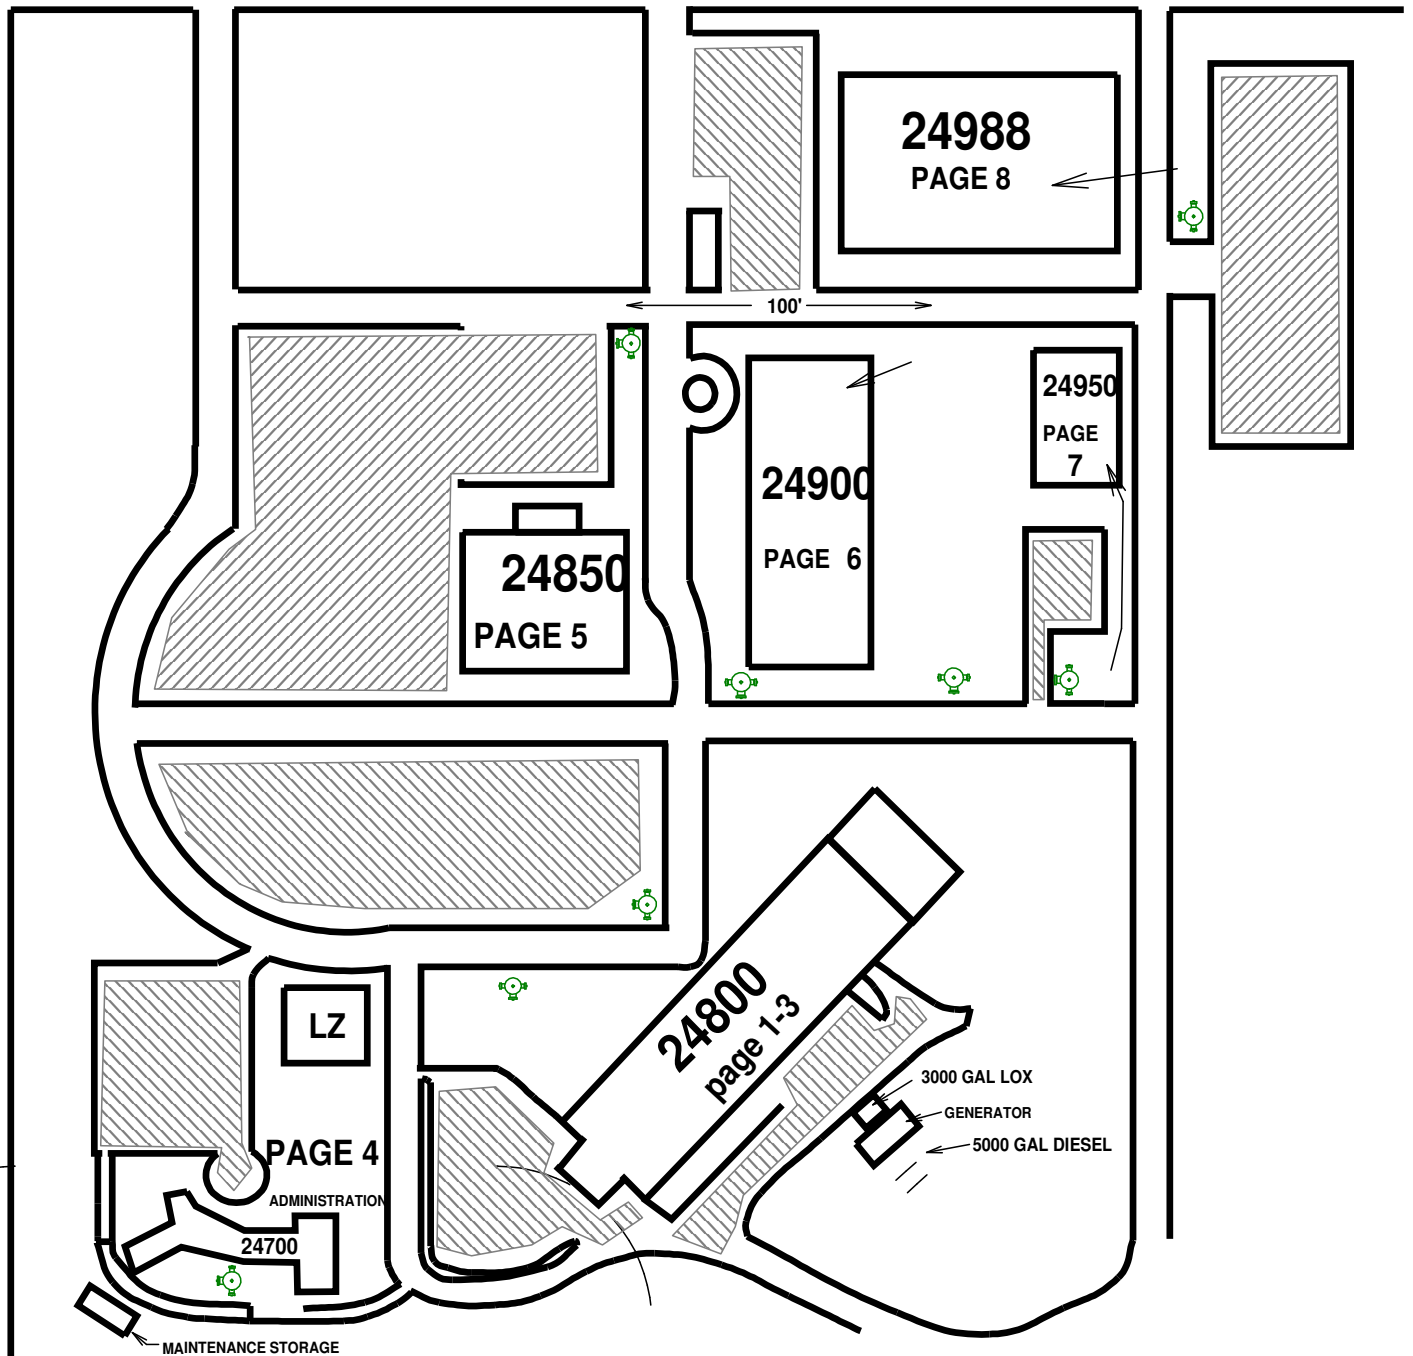 24988
PAGE 8
100'
24950
PAGE
7
24900
PAGE 6
24850
PAGE 5
24800
page 1-3
LZ
3000 GAL LOX
GENERATOR
5000 GAL DIESEL
PAGE 4
ADMINISTRATION
24700
MAINTENANCE STORAGE